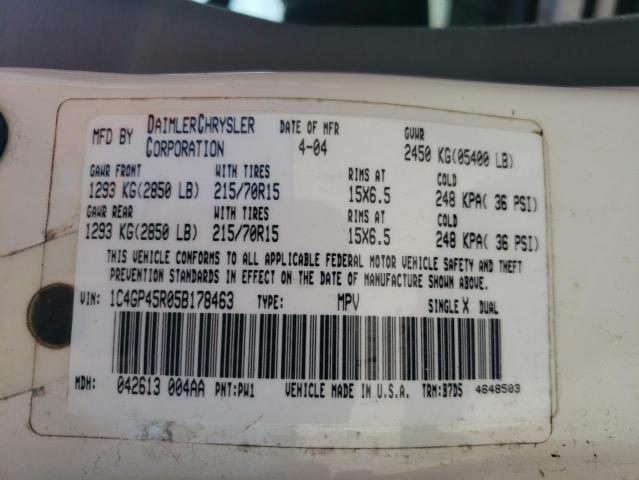 MFD BY DAIMLERCHRYSLER CORPORATION DATE OF MFR 4-04 GVWR 2450 KG(05400 LB)
GAWR FRONT WITH TIRES RIMS AT COLD
1293 KG(2850 LB) 215/70R15 15X6.5 248 KPA( 36 PSI)
GAWR REAR WITH TIRES RIMS AT COLD
1293 KG(2850 LB) 215/70R15 15X6.5 248 KPA( 36 PSI)
THIS VEHICLE CONFORMS TO ALL APPLICABLE FEDERAL MOTOR VEHICLE SAFETY AND THEFT
PREVENTION STANDARDS IN EFFECT ON THE DATE OF MANUFACTURE SHOWN ABOVE.
VIN: 1C4GP45R05B178463 TYPE: MPV SINGLE X DUAL
MDH: 042613 004AA PNT:PW1 VEHICLE MADE IN U.S.A. TRM:B7D5 4648503